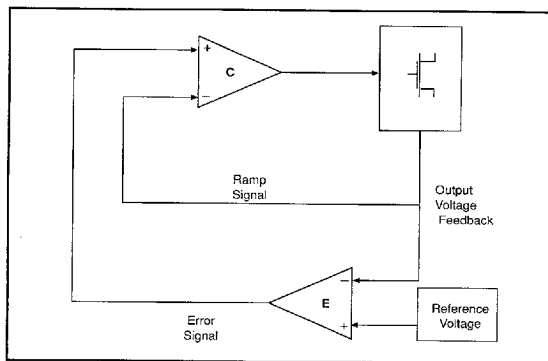 +
C
−
Ramp
Signal
Output
Voltage
Feedback
−
E
+
Reference
Voltage
Error
Signal